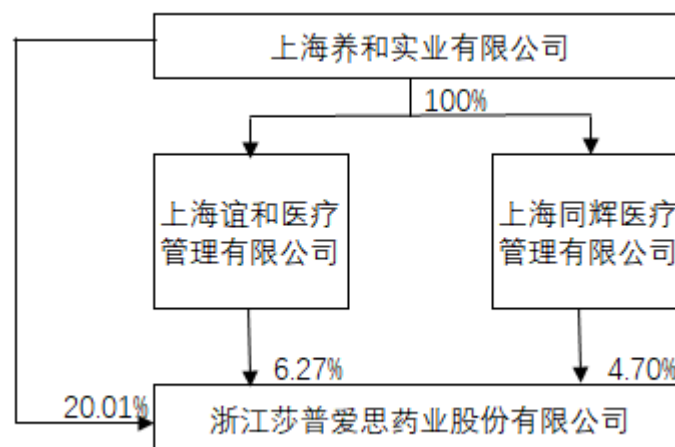 上海养和实业有限公司
100%
上海谊和医疗
管理有限公司
上海同辉医疗
管理有限公司
6.27%
4.70%
20.01%
浙江莎普爱思药业股份有限公司